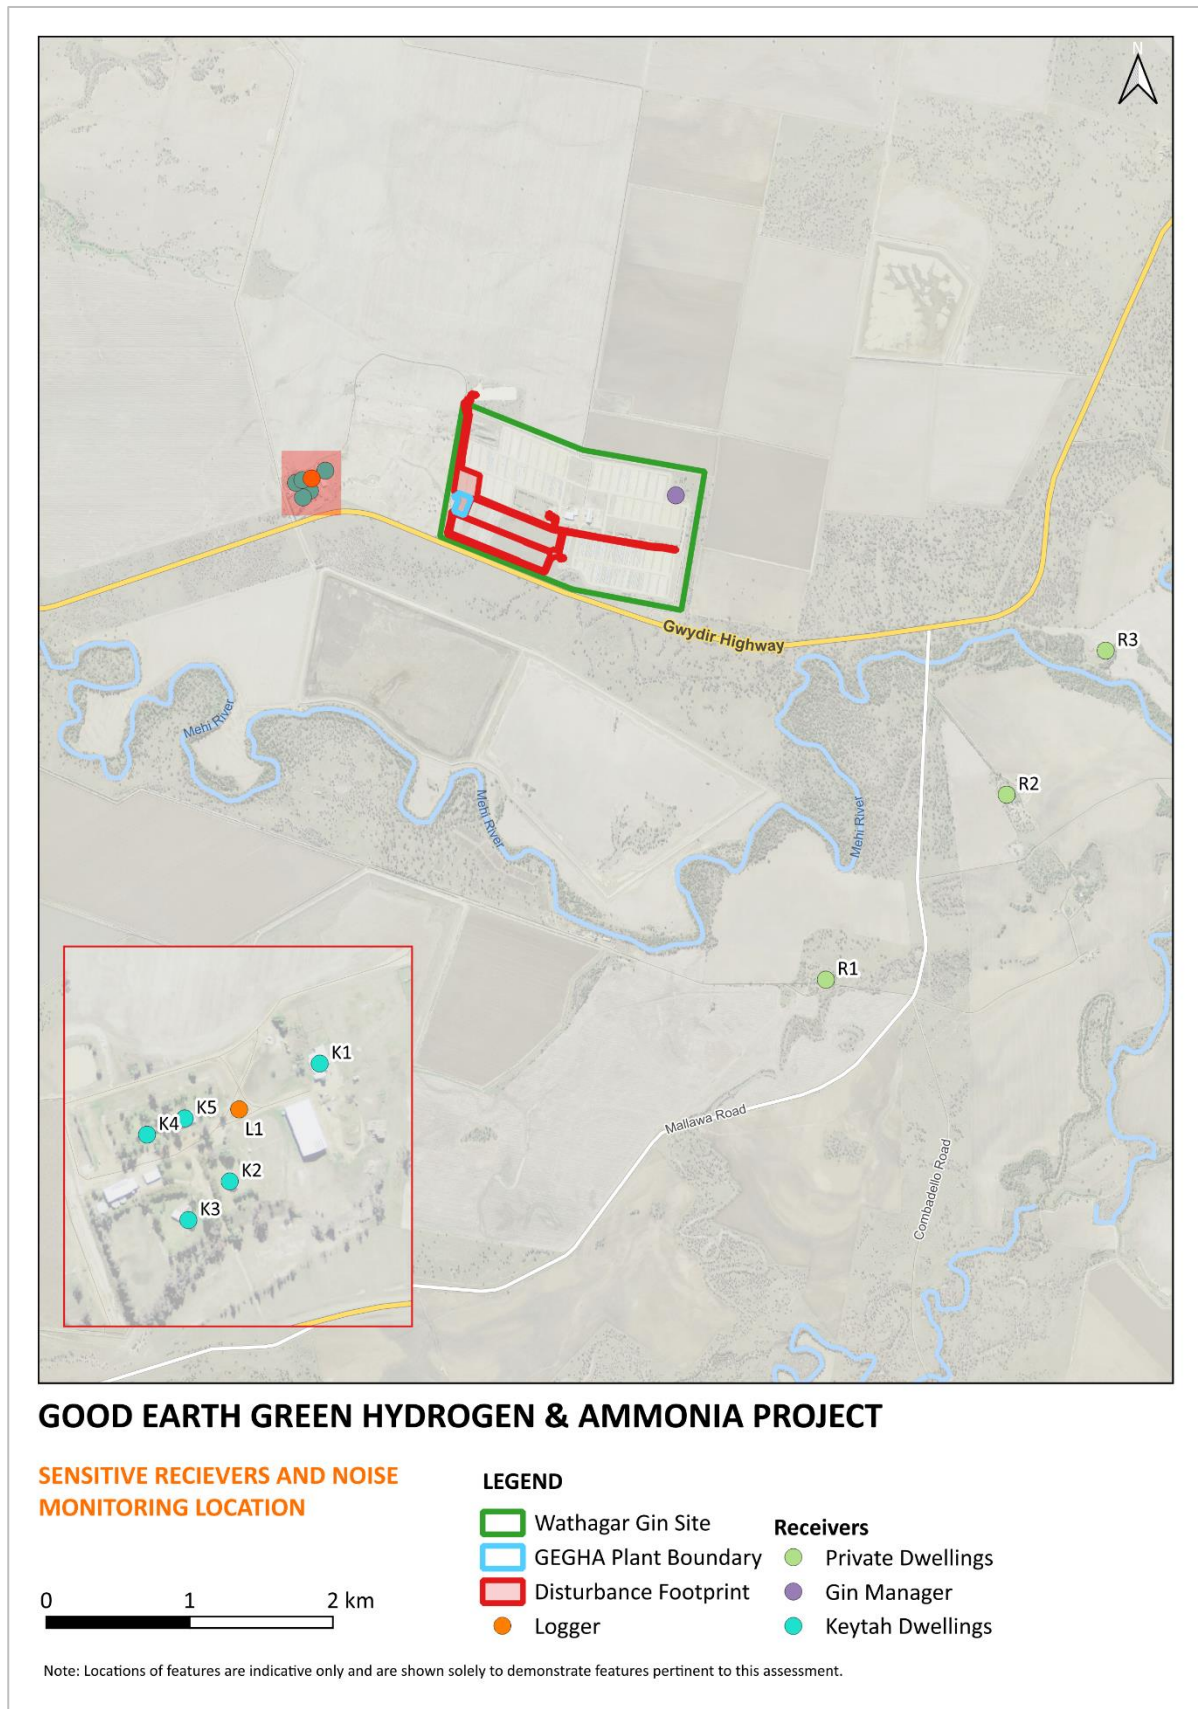 N
Gwydir Highway
R3
Mehi River
R2
Mehi River
Mehi River
R1
K1
K5
K4
L1
K2
K3
Mallawa Road
Combadello Road
GOOD EARTH GREEN HYDROGEN & AMMONIA PROJECT
SENSITIVE RECIEVERS AND NOISE
MONITORING LOCATION
LEGEND
Wathagar Gin Site
GEGHA Plant Boundary
Disturbance Footprint
Logger
Receivers
Private Dwellings
Gin Manager
Keytah Dwellings
0 1 2 km
Note: Locations of features are indicative only and are shown solely to demonstrate features pertinent to this assessment.